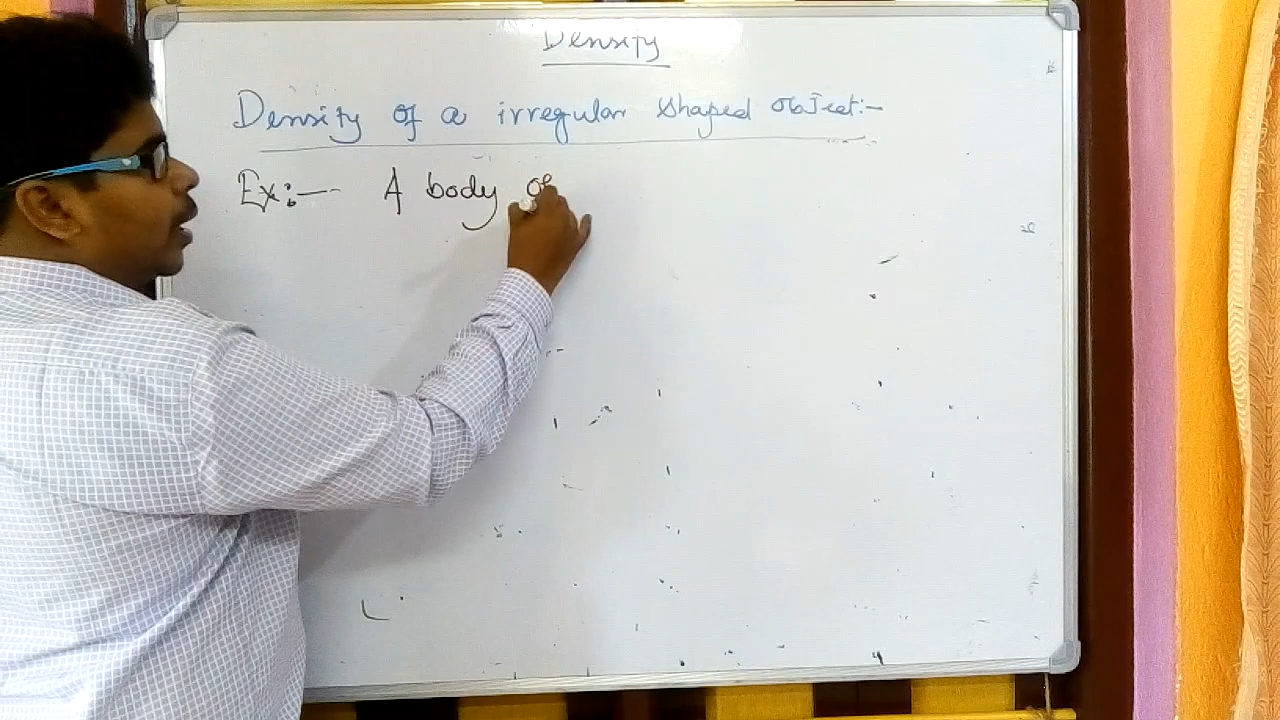 Density
Density of a irregular shaped object:-
Ex:- A body of